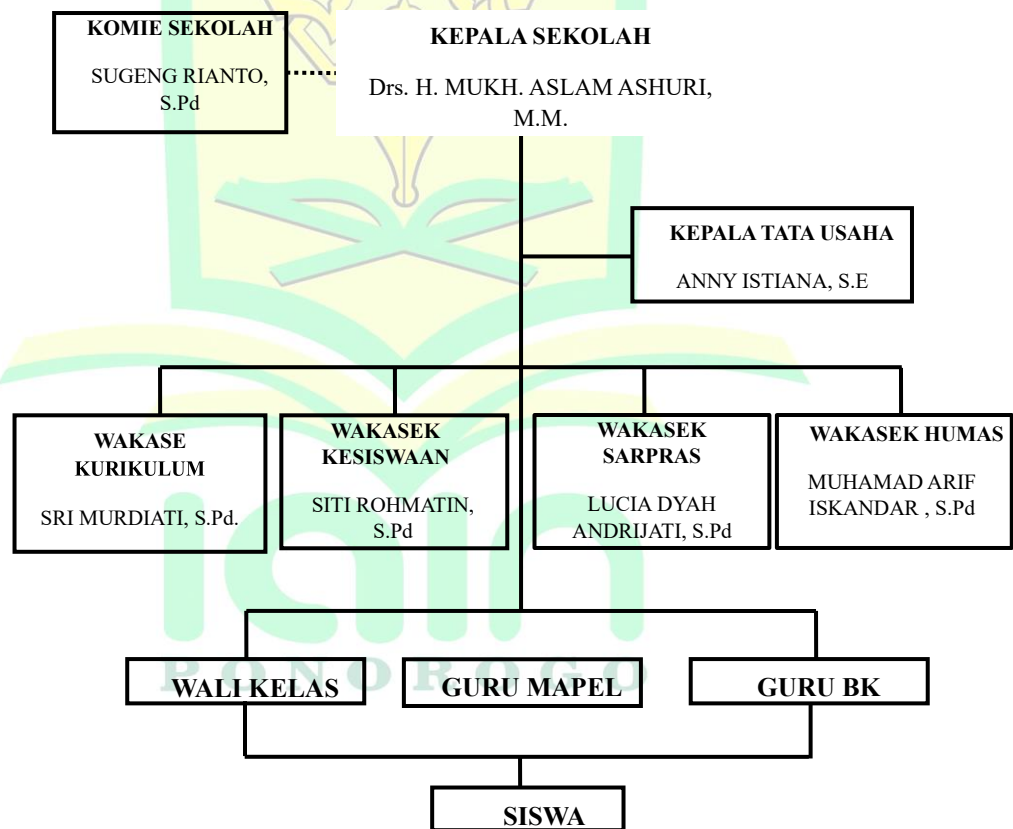 KOMIE SEKOLAH
SUGENG RIANTO,
S.Pd
KEPALA SEKOLAH
Drs. H. MUKH. ASLAM ASHURI,
M.M.
KEPALA TATA USAHA
ANNY ISTIANA, S.E
WAKASE
KURIKULUM
SRI MURDIATI, S.Pd.
WAKASEK
KESISWAAN
SITI ROHMATIN,
S.Pd
WAKASEK
SARPRAS
LUCIA DYAH
ANDRIJATI, S.Pd
WAKASEK HUMAS
MUHAMAD ARIF
ISKANDAR , S.Pd
iain
PONOROGO
WALI KELAS
GURU MAPEL
GURU BK
SISWA